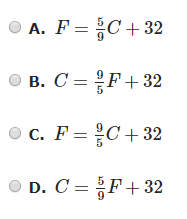 A. F = 5/9 C + 32
B. C = 9/5 F + 32
C. F = 9/5 C + 32
D. C = 5/9 F + 32